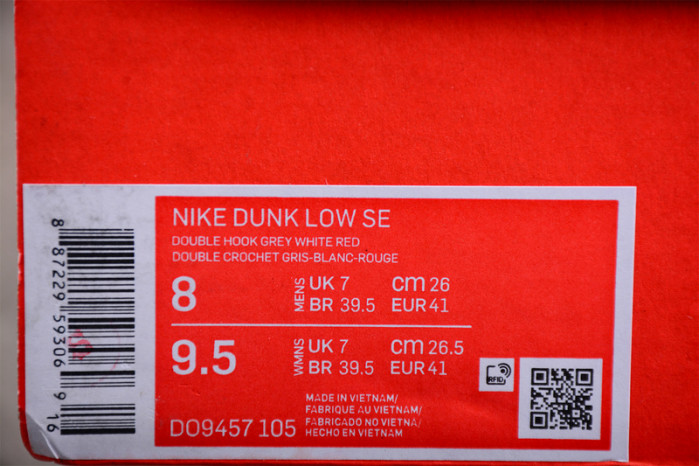 NIKE DUNK LOW SE
DOUBLE HOOK GREY WHITE RED
DOUBLE CROCHET GRIS-BLANC-ROUGE
8 MENS UK 7 cm 26
BR 39.5 EUR 41
9.5 WMNS UK 7 cm 26.5
BR 39.5 EUR 41
RFID
MADE IN VIETNAM/
FABRIQUE AU VIETNAM/
FABRICADO NO VIETNA/
HECHO EN VIETNAM
DO9457 105
8 87229 59306 9 16